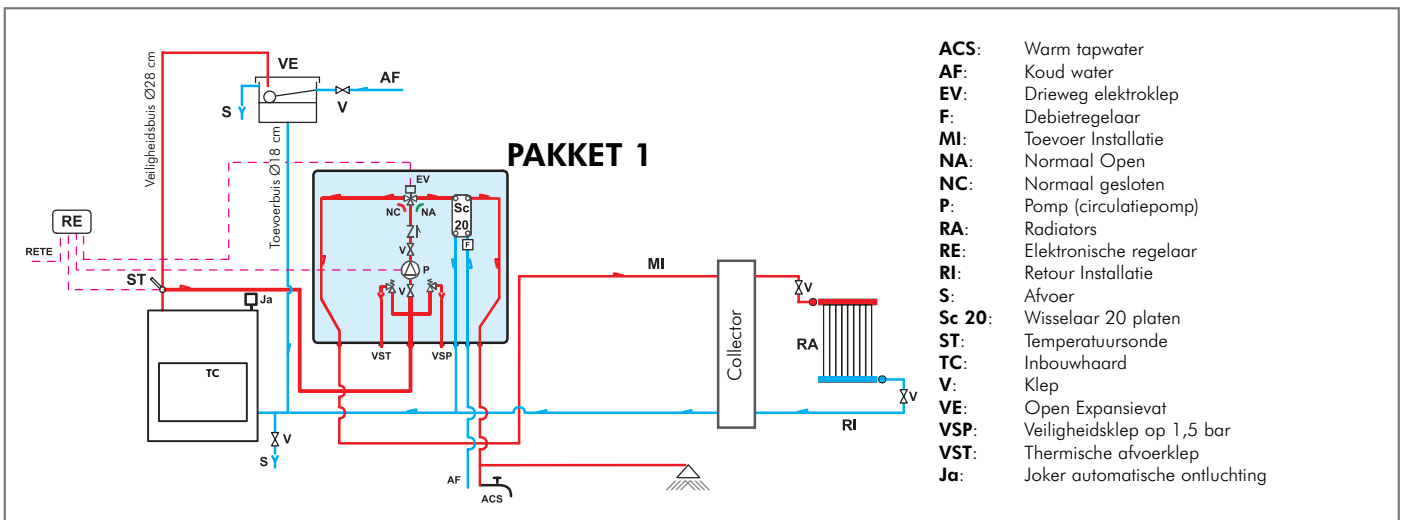 Veiligheidsbuis Ø28 cm
VE
AF
S
V
Toevoerbuis Ø18 cm
PAKKET 1
EV
NC
NA
Sc
20
F
RE
RETE
V
P
V
ST
Ja
VST
VSP
TC
MI
Collector
V
RA
V
RI
V
S
AF
ACS
ACS: Warm tapwater
AF: Koud water
EV: Drieweg elektroklep
F: Debietregelaar
MI: Toevoer Installatie
NA: Normaal Open
NC: Normaal gesloten
P: Pomp (circulatiepomp)
RA: Radiators
RE: Elektronische regelaar
RI: Retour Installatie
S: Afvoer
Sc 20: Wisselaar 20 platen
ST: Temperatuursonde
TC: Inbouwhaard
V: Klep
VE: Open Expansievat
VSP: Veiligheidsklep op 1,5 bar
VST: Thermische afvoerklep
Ja: Joker automatische ontluchting